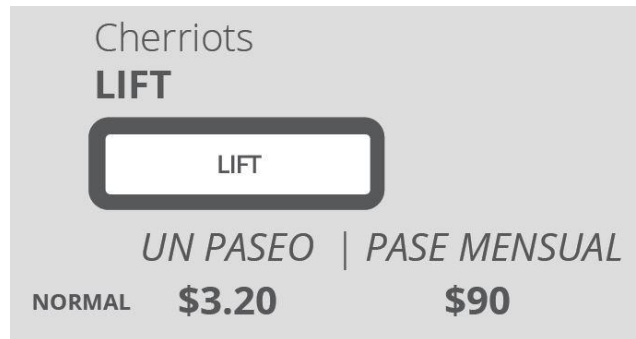 Cherriots
LIFT
LIFT
UN PASEO | PASE MENSUAL
NORMAL $3.20 $90